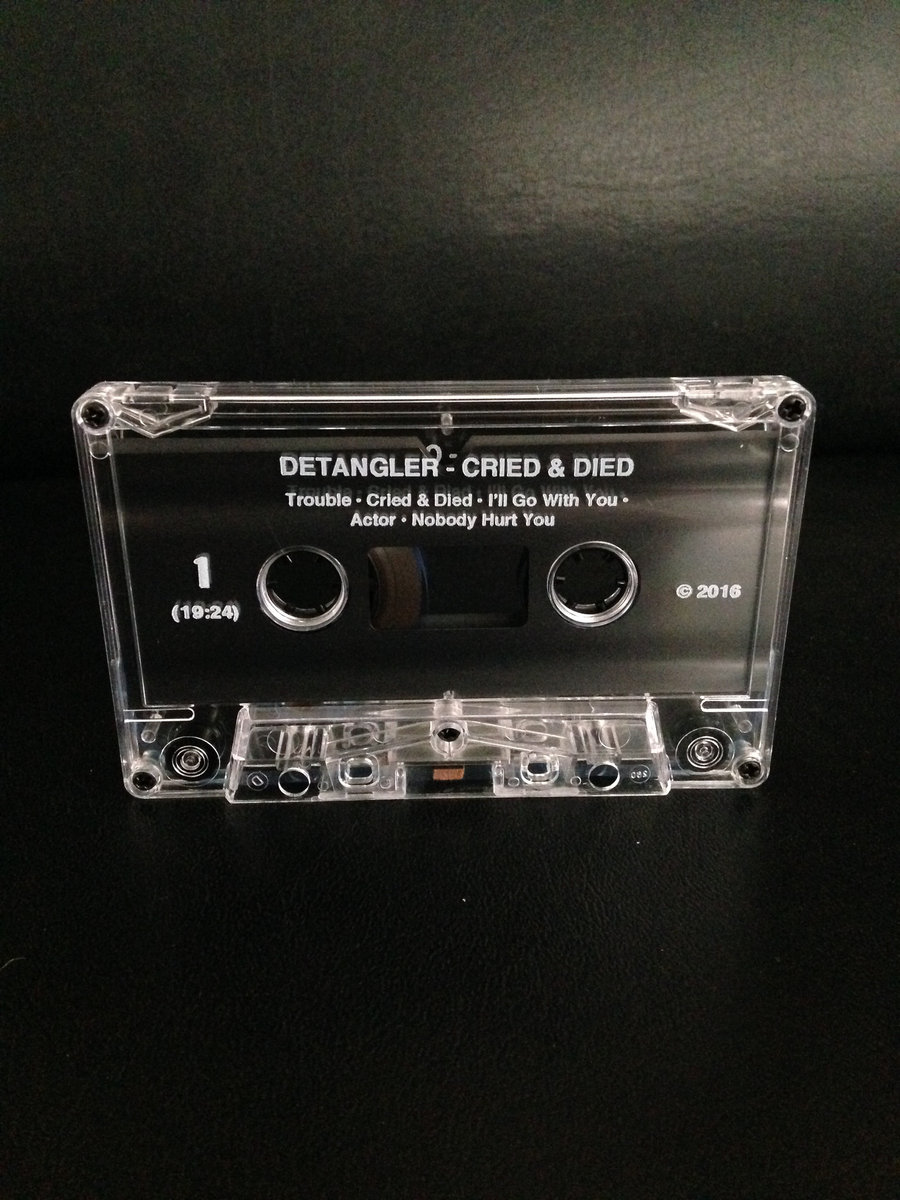 DETANGLER - CRIED & DIED
Trouble • Cried & Died • I'll Go With You •
Actor • Nobody Hurt You
1
(19:24)
© 2016